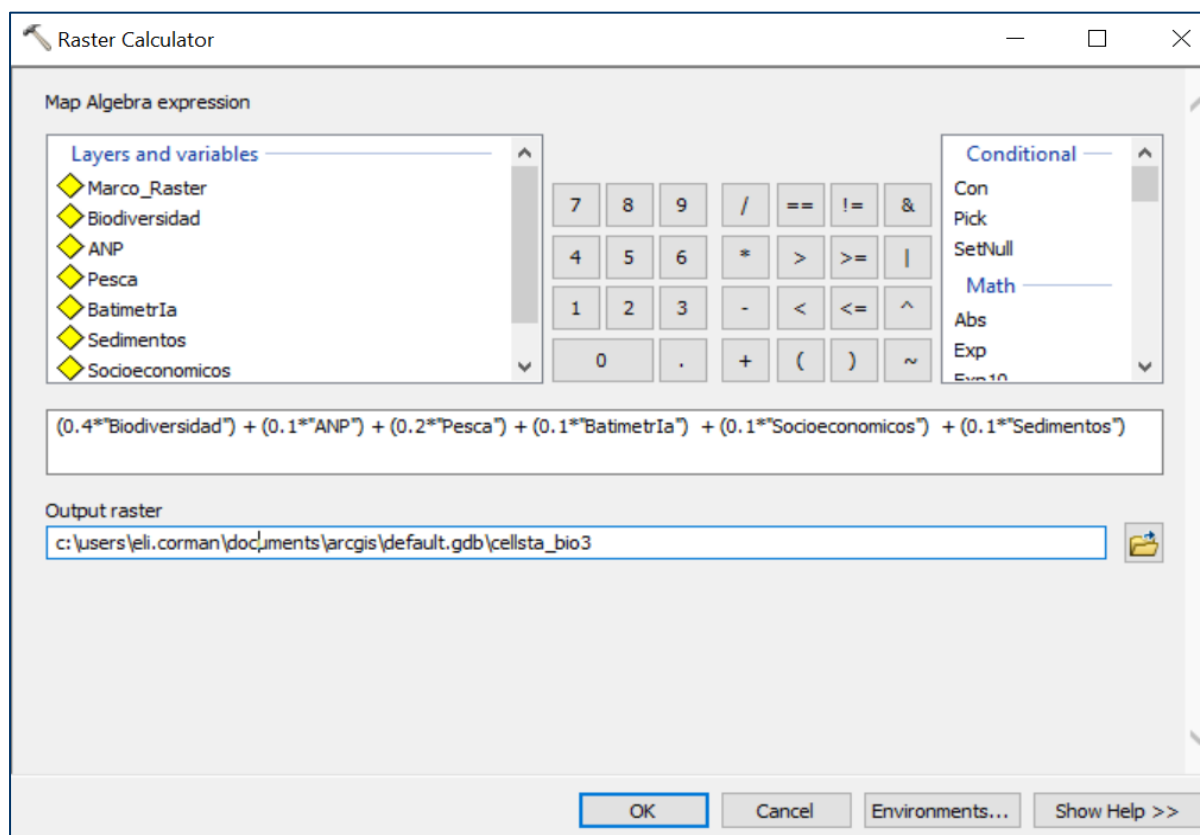 Raster Calculator
Map Algebra expression
Layers and variables
Marco_Raster
Biodiversidad
ANP
Pesca
BatimetrIa
Sedimentos
Socioeconomicos
7 8 9 / == != &
4 5 6 * > >= |
1 2 3 - < <= ^
0 . + ( ) ~
Conditional
Con
Pick
SetNull
Math
Abs
Exp
Exp10
(0.4*"Biodiversidad") + (0.1*"ANP") + (0.2*"Pesca") + (0.1*"BatimetrIa")  + (0.1*"Socioeconomicos")  + (0.1*"Sedimentos")
Output raster
c:\users\eli.corman\documents\arcgis\default.gdb\cellsta_bio3
OK Cancel Environments... Show Help >>